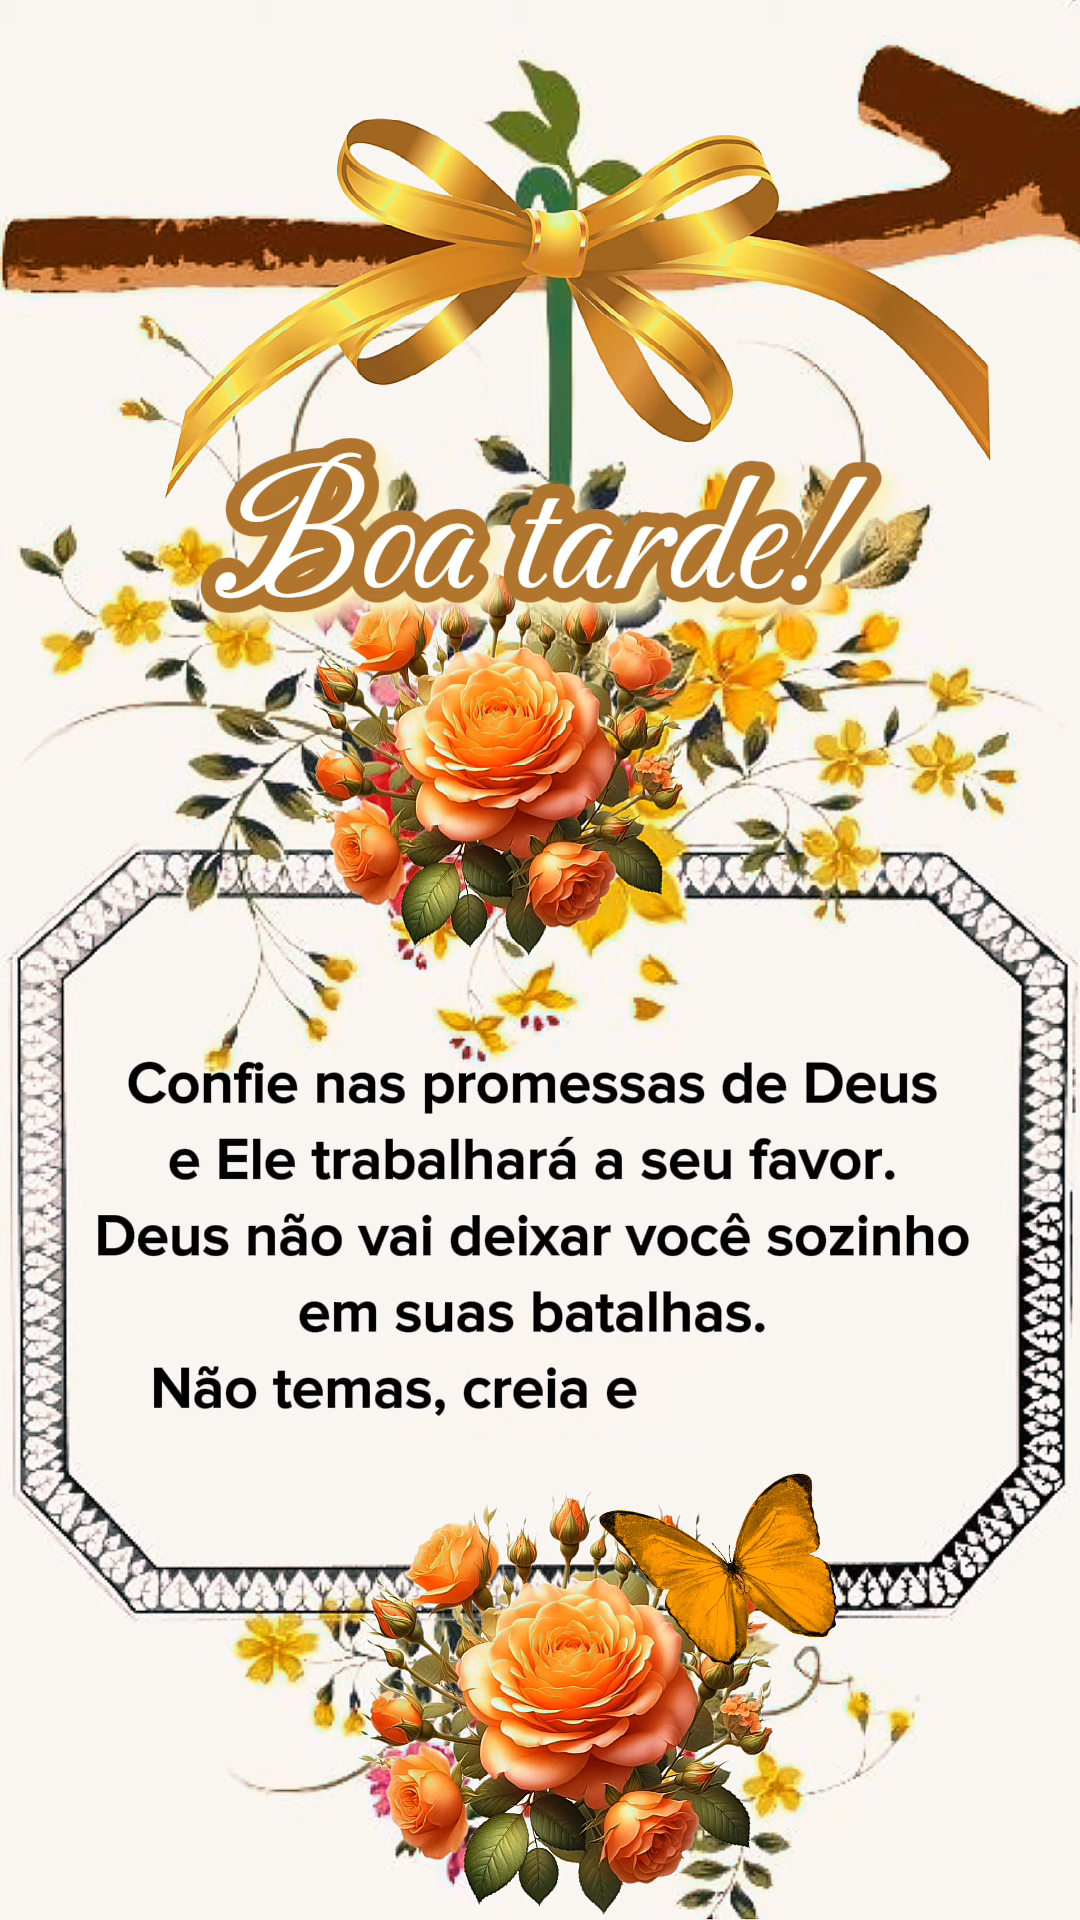 Boa tarde!
Confie nas promessas de Deus
e Ele trabalhará a seu favor.
Deus não vai deixar você sozinho
em suas batalhas.
Não temas, creia e